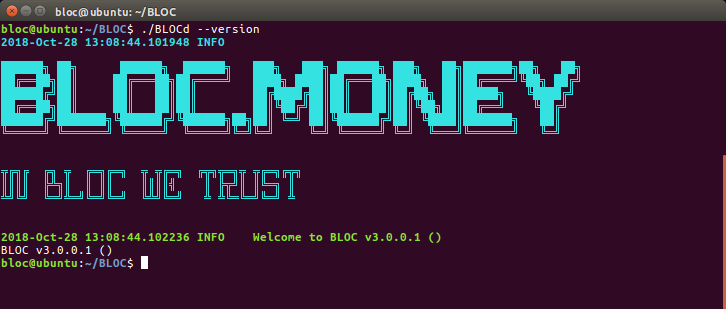 bloc@ubuntu: ~/BLOC
bloc@ubuntu:~/BLOC$ ./BLOCd --version
2018-Oct-28 13:08:44.101948 INFO
BLOC.MONEY
IN BLOC WE TRUST
2018-Oct-28 13:08:44.102236 INFO    Welcome to BLOC v3.0.0.1 ()
BLOC v3.0.0.1 ()
bloc@ubuntu:~/BLOC$